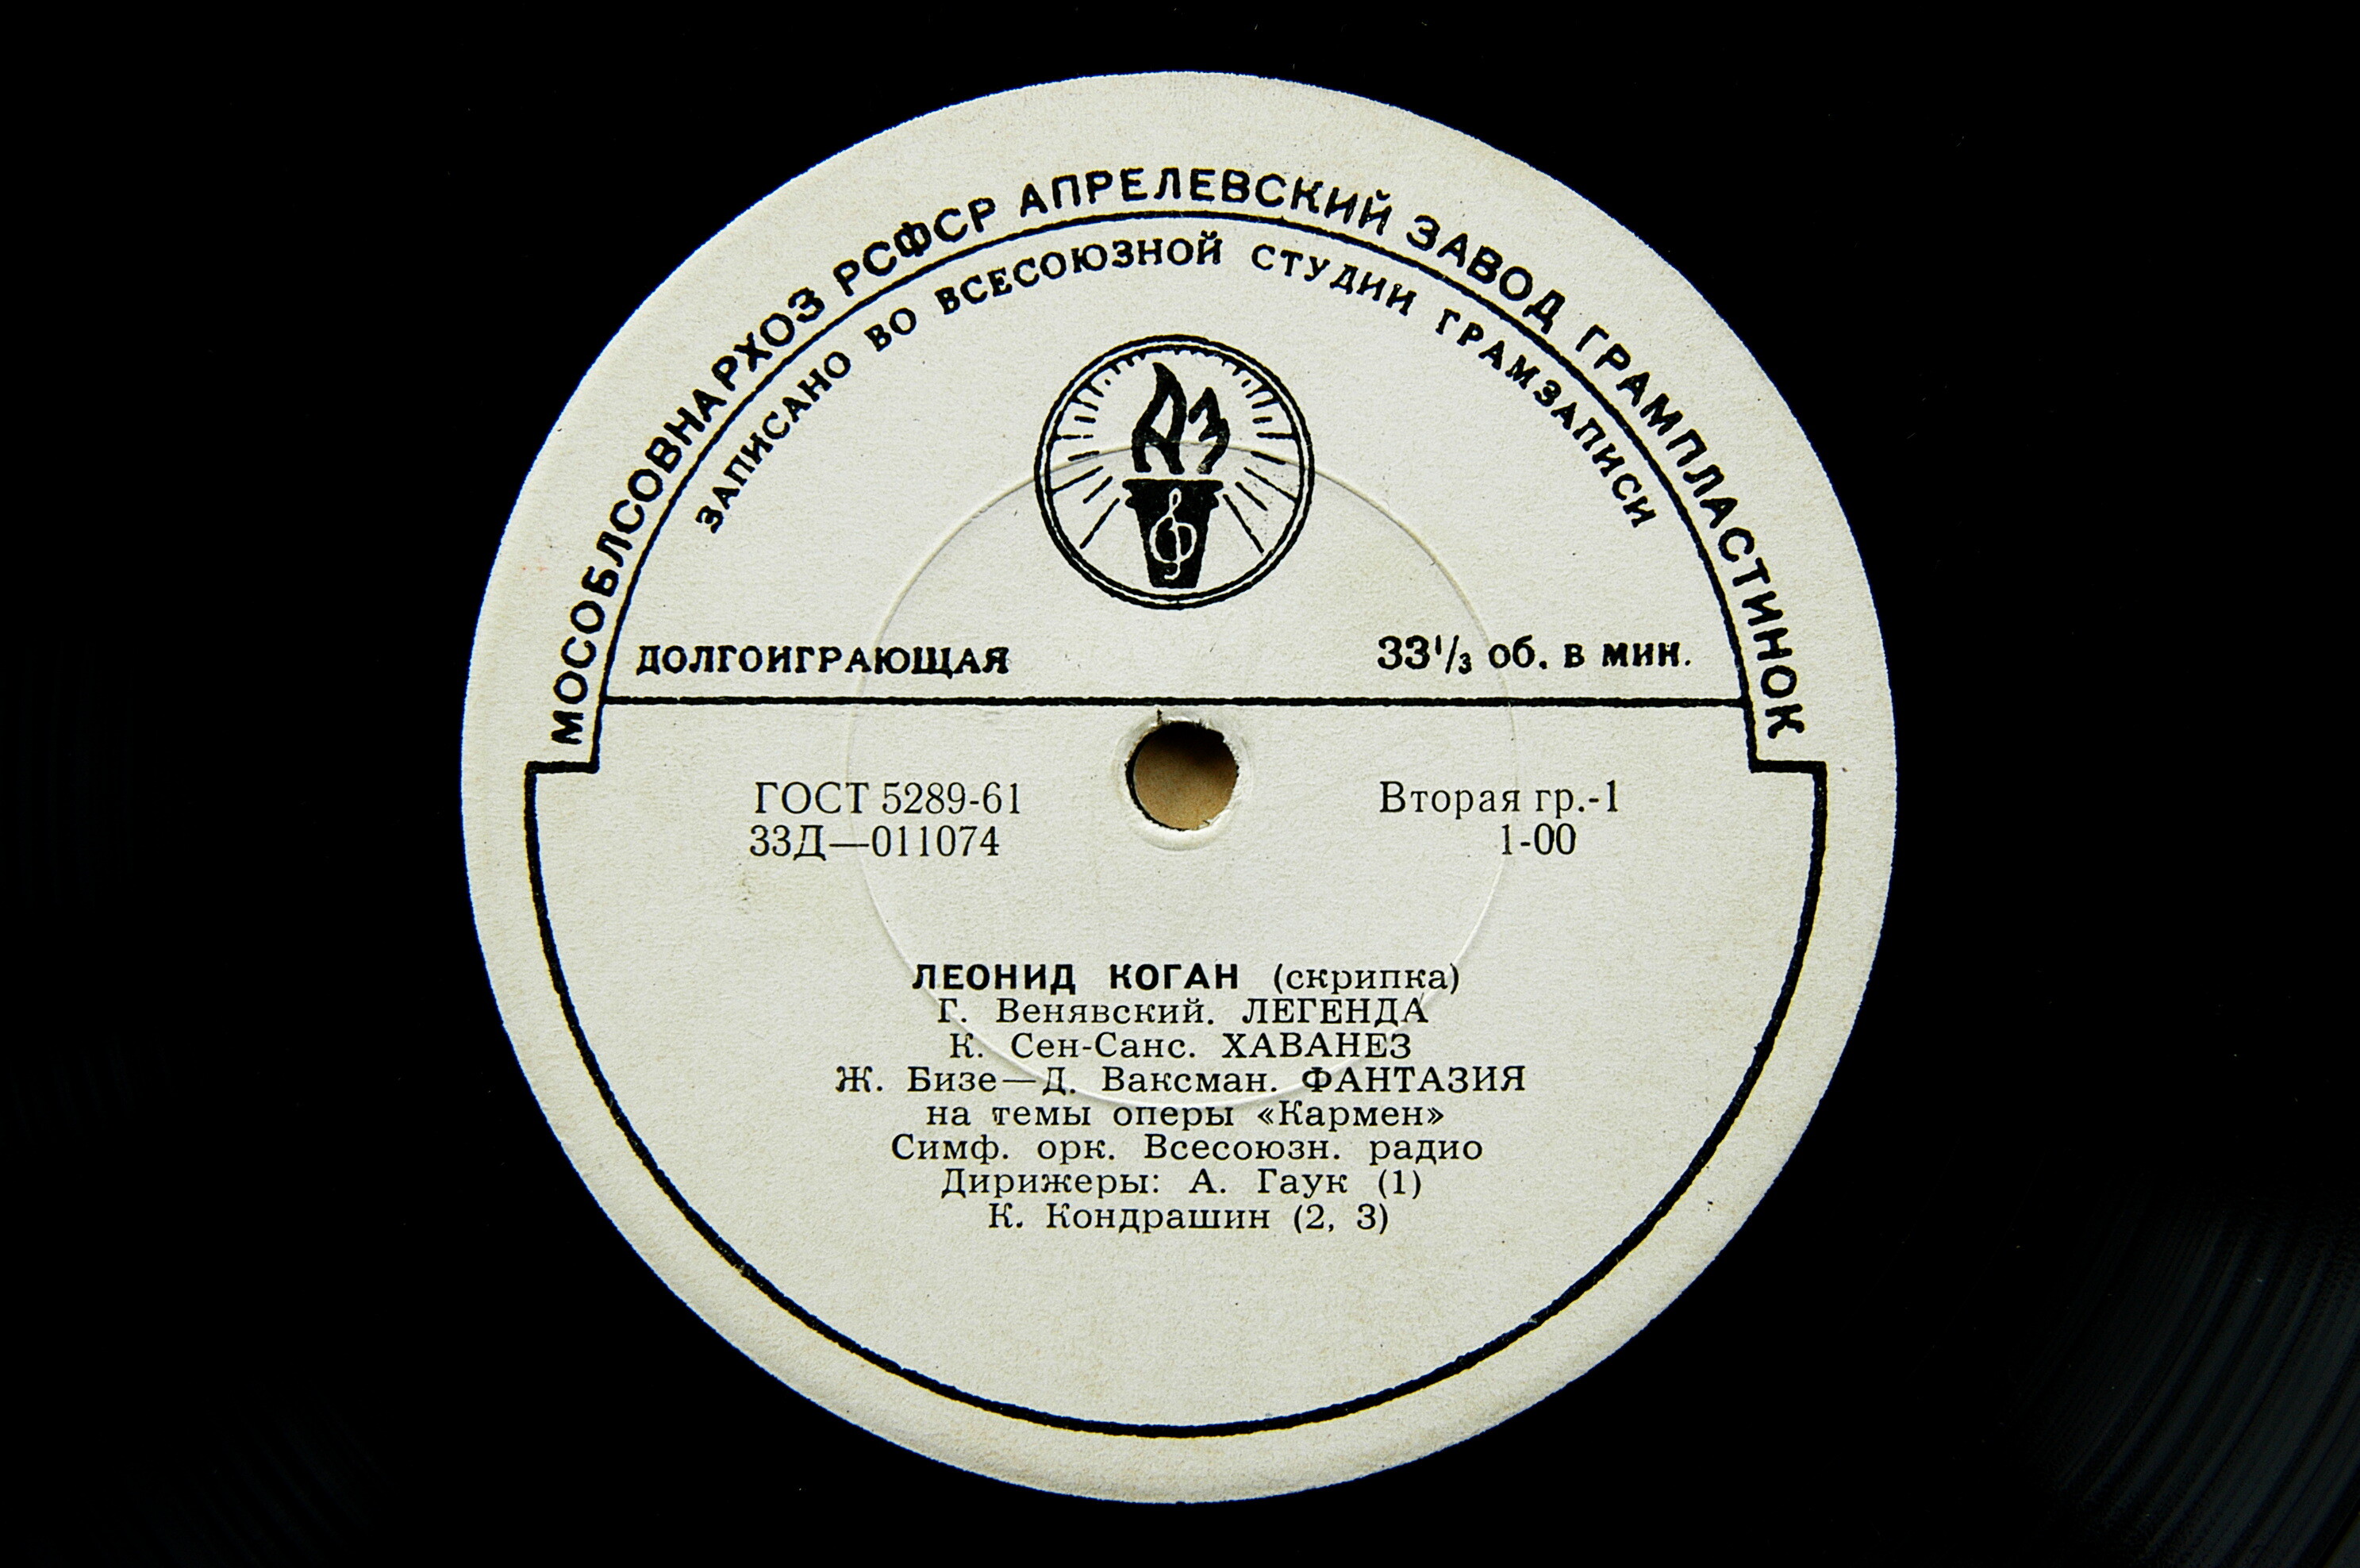 МОСОБЛСОВНАРХОЗ РСФСР АПРЕЛЕВСКИЙ ЗАВОД ГРАМПЛАСТИНОК
ЗАПИСАНО ВО ВСЕСОЮЗНОЙ СТУДИИ ГРАМЗАПИСИ
ДОЛГОИГРАЮЩАЯ 33 1/3 об. в мин.
ГОСТ 5289-61 Вторая гр.-1
33Д—011074 1-00
ЛЕОНИД КОГАН (скрипка)
Г. Венявский. ЛЕГЕНДА
К. Сен-Санс. ХАВАНЕЗ
Ж. Бизе—Д. Ваксман. ФАНТАЗИЯ
на темы оперы «Кармен»
Симф. орк. Всесоюзн. радио
Дирижеры: А. Гаук (1)
К. Кондрашин (2, 3)